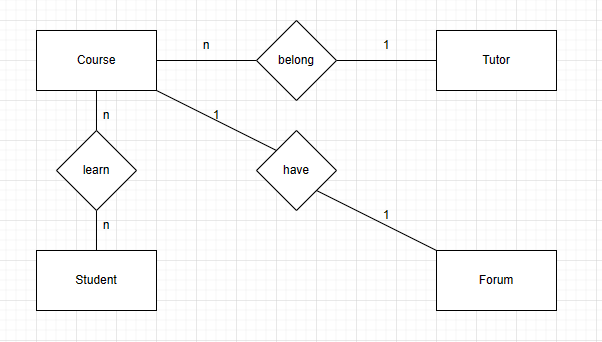 n
1
Course
belong
Tutor
n
1
learn
have
n
1
Student
Forum